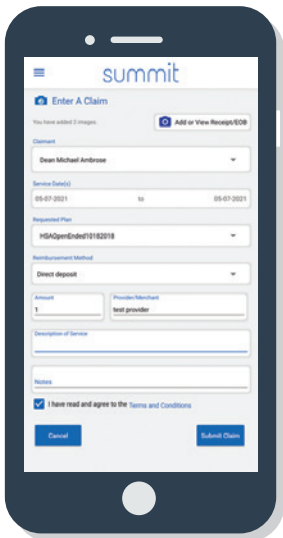 summit
Enter A Claim
You have added 2 images.
Add or View Receipt/EOB
Claimant
Dean Michael Ambrose
Service Date(s)
05-07-2021 to 05-07-2021
Requested Plan
HSAOpenEnded10182018
Reimbursement Method
Direct deposit
Amount Provider/Merchant
1 test provider
Description of Service
Notes
I have read and agree to the Terms and Conditions
Cancel Submit Claim